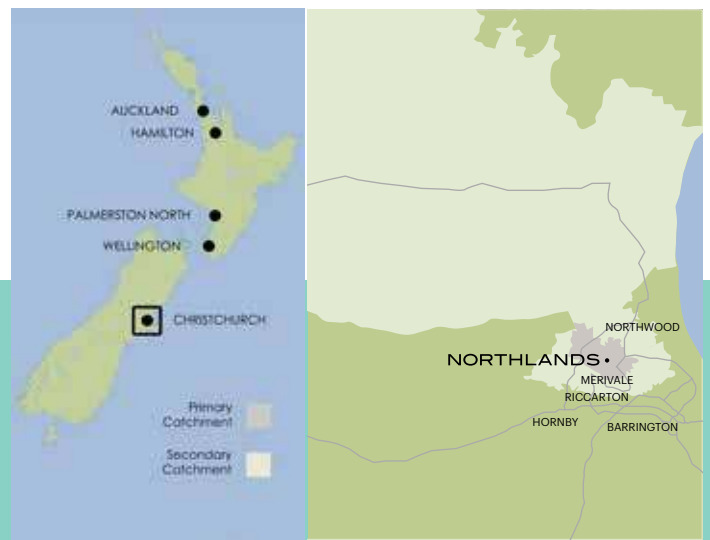 AUCKLAND
HAMILTON
PALMERSTON NORTH
WELLINGTON
CHRISTCHURCH
Primary
Catchment
Secondary
Catchment
NORTHWOOD
NORTHLANDS
MERIVALE
RICCARTON
HORNBY
BARRINGTON